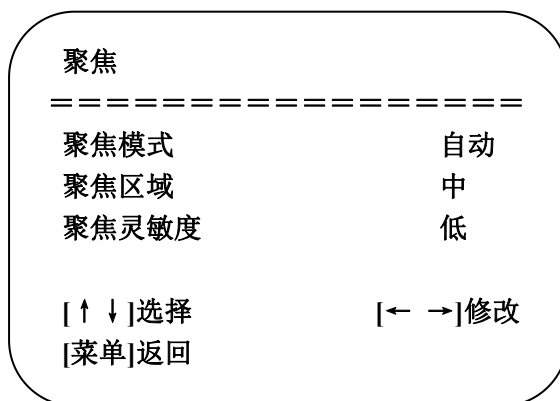 聚焦
==================
聚焦模式 自动
聚焦区域 中
聚焦灵敏度 低
[↑ ↓]选择 [← →]修改
[菜单]返回